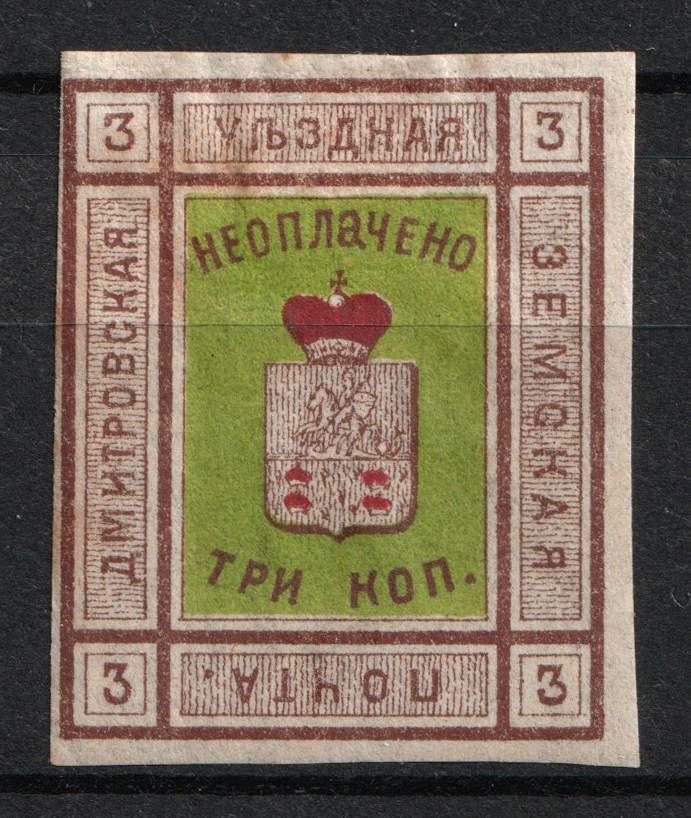 3 УѢЗДНАЯ 3
НЕОПЛАЧЕНО
ДМИТРОВСКАЯ
ЗЕМСКАЯ
ТРИ КОП.
3 ПОЧТА. 3